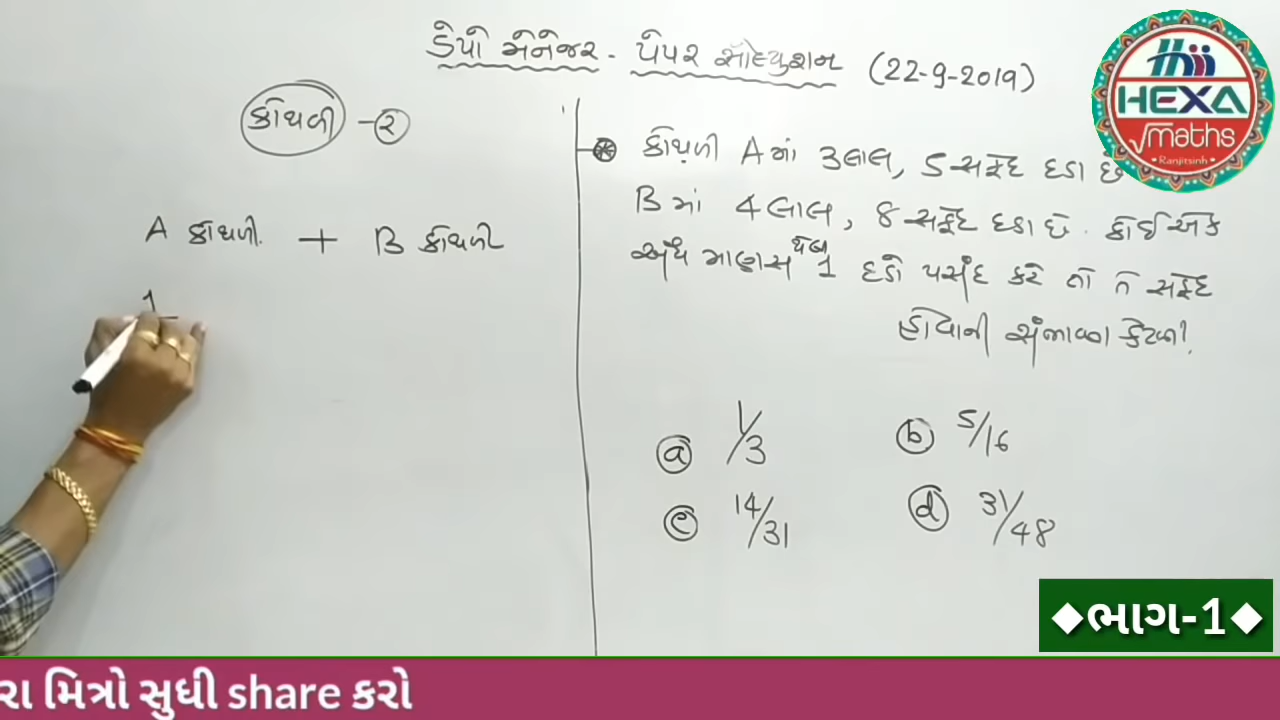 ડેપો મેનેજર - પેપર સૉલ્યુશન (22-9-2019)
કોથળી - ૨
A કોથળી + B કોથળી
1
કોથળી A માં 3 લાલ, 5 સફેદ દડા છે
B માં 4 લાલ, 8 સફેદ દડા છે. કોઈ એક
અંધ માણસ 1 દડો પસંદ કરે તો તે સફેદ
હોવાની સંભાવના કેટલી?
a 1/3
b 5/16
c 14/31
d 31/48
HEXA
√maths
Ranjitsinh
◆ભાગ-1◆
રા મિત્રો સુધી share કરો